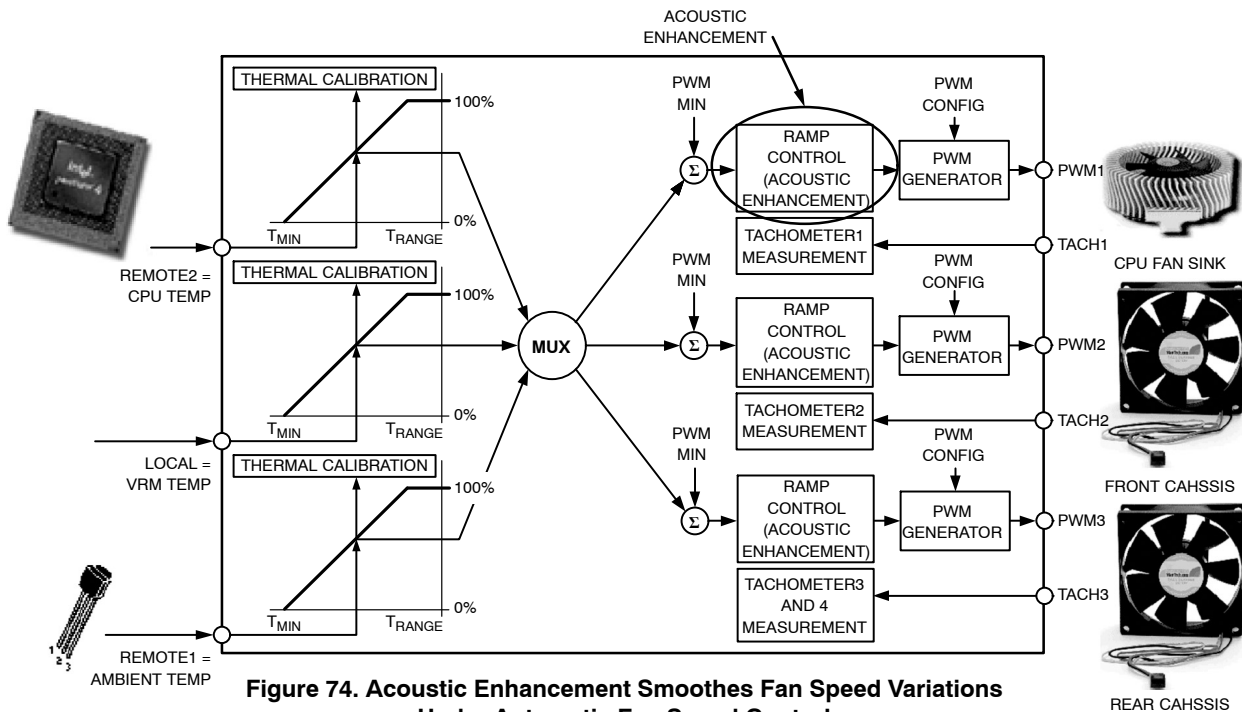 ACOUSTIC
ENHANCEMENT
THERMAL CALIBRATION
100%
0%
TMIN
TRANGE
REMOTE2 =
CPU TEMP
THERMAL CALIBRATION
100%
0%
TMIN
TRANGE
LOCAL =
VRM TEMP
THERMAL CALIBRATION
100%
0%
TMIN
TRANGE
REMOTE1 =
AMBIENT TEMP
1
2
3
MUX
PWM
MIN
Σ
RAMP
CONTROL
(ACOUSTIC
ENHANCEMENT)
PWM
CONFIG
PWM
GENERATOR
PWM1
TACHOMETER1
MEASUREMENT
TACH1
CPU FAN SINK
PWM
MIN
Σ
RAMP
CONTROL
(ACOUSTIC
ENHANCEMENT)
PWM
CONFIG
PWM
GENERATOR
PWM2
TACHOMETER2
MEASUREMENT
TACH2
FRONT CAHSSIS
PWM
MIN
Σ
RAMP
CONTROL
(ACOUSTIC
ENHANCEMENT)
PWM
CONFIG
PWM
GENERATOR
PWM3
TACHOMETER3
AND 4
MEASUREMENT
TACH3
REAR CAHSSIS
intel
Figure 74. Acoustic Enhancement Smoothes Fan Speed Variations